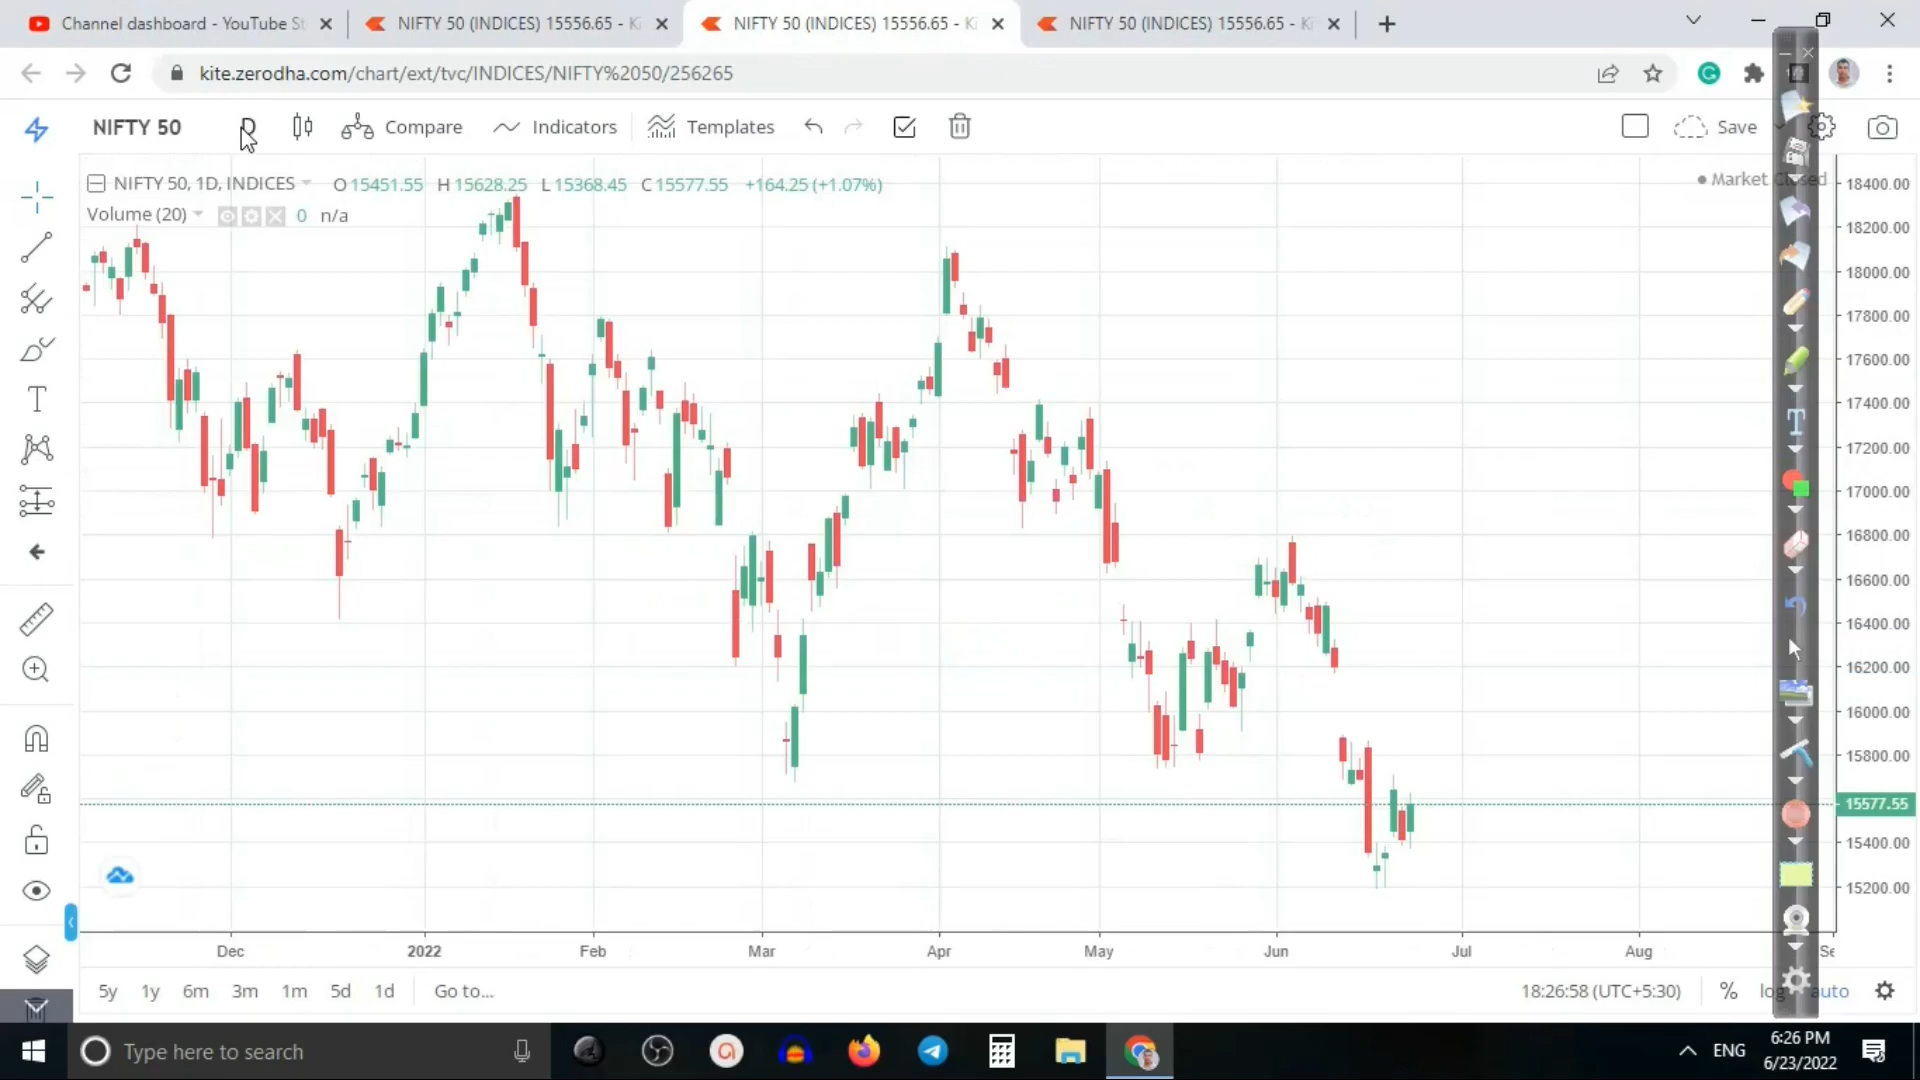 Channel dashboard - YouTube St
NIFTY 50 (INDICES) 15556.65 - Ki
NIFTY 50 (INDICES) 15556.65 - Ki
NIFTY 50 (INDICES) 15556.65 - Ki
kite.zerodha.com/chart/ext/tvc/INDICES/NIFTY%2050/256265
NIFTY 50 D Compare Indicators Templates Save
NIFTY 50, 1D, INDICES O 15451.55 H 15628.25 L 15368.45 C 15577.55 +164.25 (+1.07%)
Market Closed
Volume (20) 0 n/a
18400.00
18200.00
18000.00
17800.00
17600.00
17400.00
17200.00
17000.00
16800.00
16600.00
16400.00
16200.00
16000.00
15800.00
15577.55
15400.00
15200.00
Dec 2022 Feb Mar Apr May Jun Jul Aug Se
5y 1y 6m 3m 1m 5d 1d Go to... 18:26:58 (UTC+5:30) % log auto
Type here to search
ENG
6:26 PM
6/23/2022